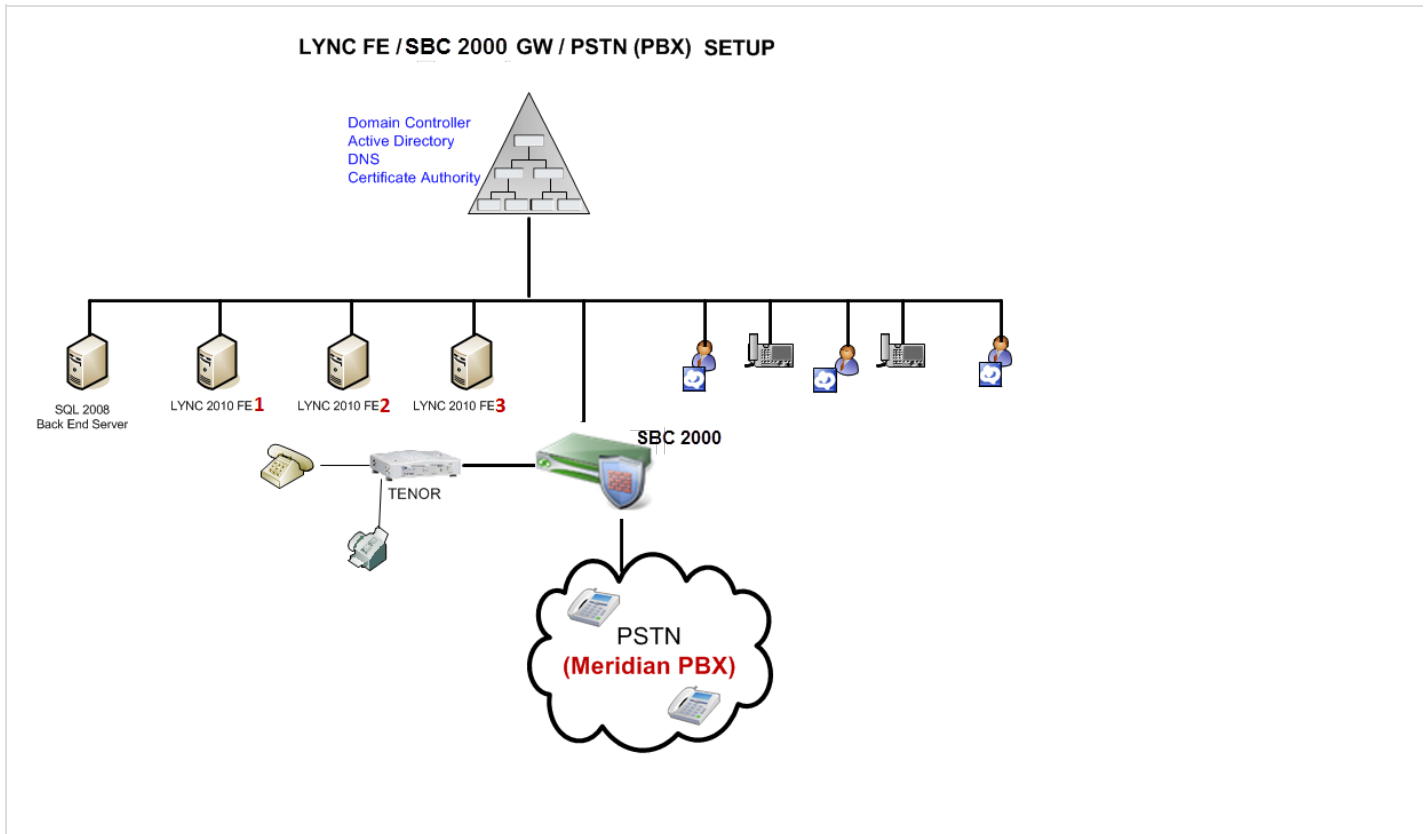 LYNC FE / SBC 2000 GW / PSTN (PBX) SETUP
Domain Controller
Active Directory
DNS
Certificate Authority
SQL 2008
Back End Server
LYNC 2010 FE1
LYNC 2010 FE2
LYNC 2010 FE3
SBC 2000
TENOR
PSTN
(Meridian PBX)